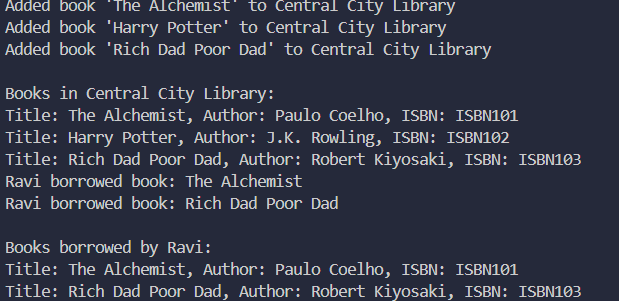 Added book 'The Alchemist' to Central City Library
Added book 'Harry Potter' to Central City Library
Added book 'Rich Dad Poor Dad' to Central City Library
Books in Central City Library:
Title: The Alchemist, Author: Paulo Coelho, ISBN: ISBN101
Title: Harry Potter, Author: J.K. Rowling, ISBN: ISBN102
Title: Rich Dad Poor Dad, Author: Robert Kiyosaki, ISBN: ISBN103
Ravi borrowed book: The Alchemist
Ravi borrowed book: Rich Dad Poor Dad
Books borrowed by Ravi:
Title: The Alchemist, Author: Paulo Coelho, ISBN: ISBN101
Title: Rich Dad Poor Dad, Author: Robert Kiyosaki, ISBN: ISBN103